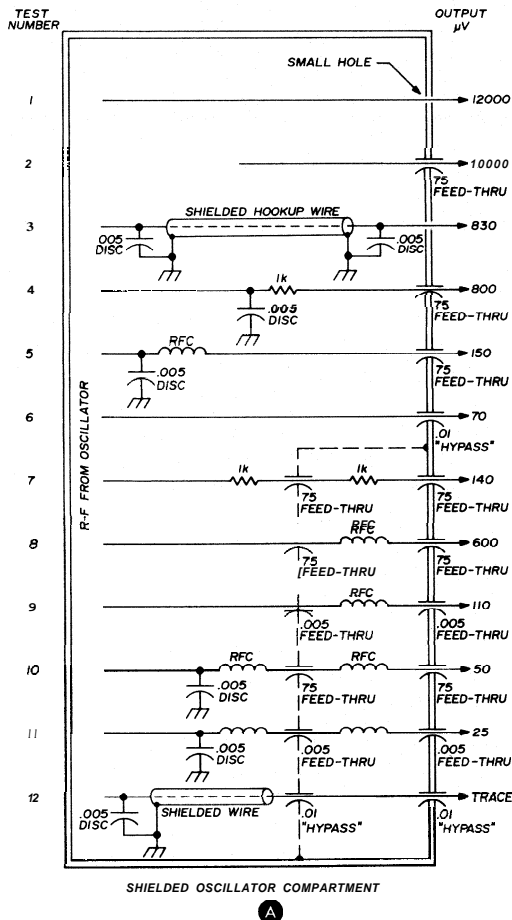 TEST
NUMBER
OUTPUT
µV
SMALL HOLE
1
12000
2
10000
75
FEED-THRU
SHIELDED HOOKUP WIRE
3
830
.005
DISC
.005
DISC
1k
4
800
.005
DISC
75
FEED-THRU
RFC
5
150
.005
DISC
75
FEED-THRU
6
70
.01
"HYPASS"
R-F FROM OSCILLATOR
1k
1k
7
140
75
FEED-THRU
75
FEED-THRU
RFC
RFC
8
600
75
FEED-THRU
75
FEED-THRU
RFC
9
110
.005
FEED-THRU
.005
FEED-THRU
RFC
RFC
10
50
.005
DISC
75
FEED-THRU
75
FEED-THRU
11
25
.005
DISC
.005
FEED-THRU
.005
FEED-THRU
12
TRACE
.005
DISC
SHIELDED WIRE
.01
"HYPASS"
.01
"HYPASS"
SHIELDED OSCILLATOR COMPARTMENT
A